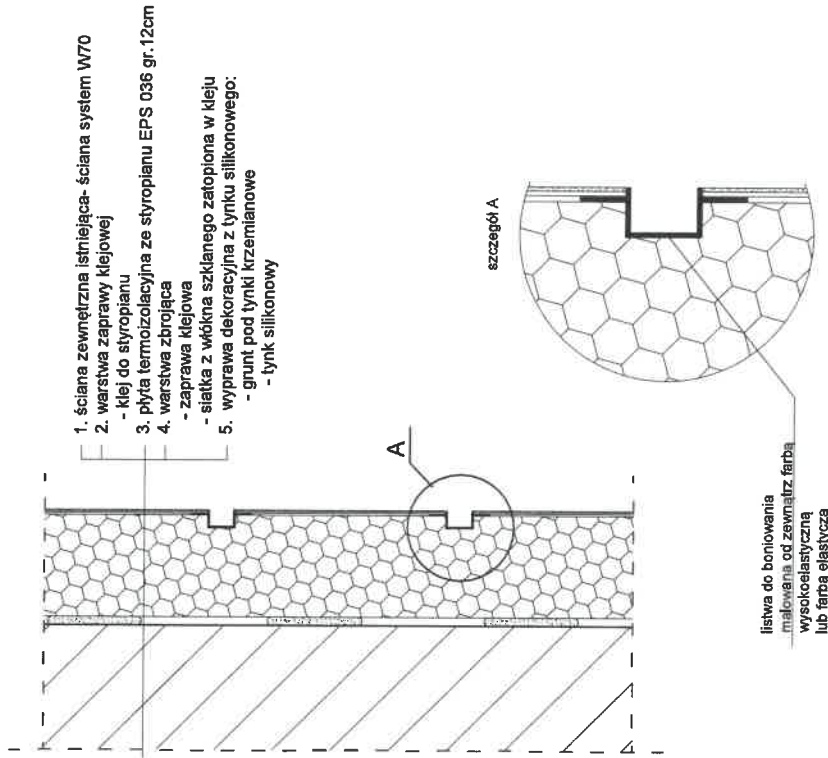 1. ściana zewnętrzna istniejąca- ściana system W70
2. warstwa zaprawy klejowej
- klej do styropianu
3. płyta termoizolacyjna ze styropianu EPS 036 gr.12cm
4. warstwa zbrojąca
- zaprawa klejowa
- siatka z włókna szklanego zatopiona w kleju
5. wyprawa dekoracyjna z tynku silikonowego:
- grunt pod tynki krzemianowe
- tynk silikonowy
A
szczegół A
listwa do boniowania
malowana od zewnątrz farbą
wysokoelastyczną
lub farba elastycza